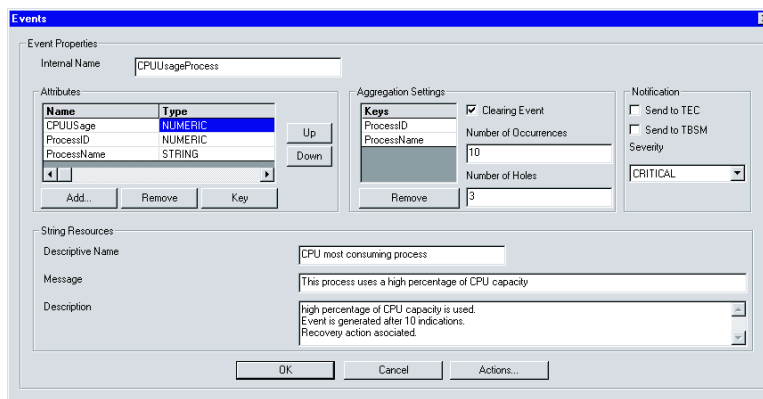 Events
Event Properties
Internal Name
CPUUsageProcess
Attributes
Name Type
CPUUSage NUMERIC
ProcessID NUMERIC
ProcessName STRING
Up
Down
Add... Remove Key
Aggregation Settings
Keys
ProcessID
ProcessName
Remove
Clearing Event
Number of Occurrences
10
Number of Holes
3
Notification
Send to TEC
Send to TBSM
Severity
CRITICAL
String Resources
Descriptive Name
CPU most consuming process
Message
This process uses a high percentage of CPU capacity
Description
high percentage of CPU capacity is used.
Event is generated after 10 indications.
Recovery action asociated.
OK Cancel Actions...